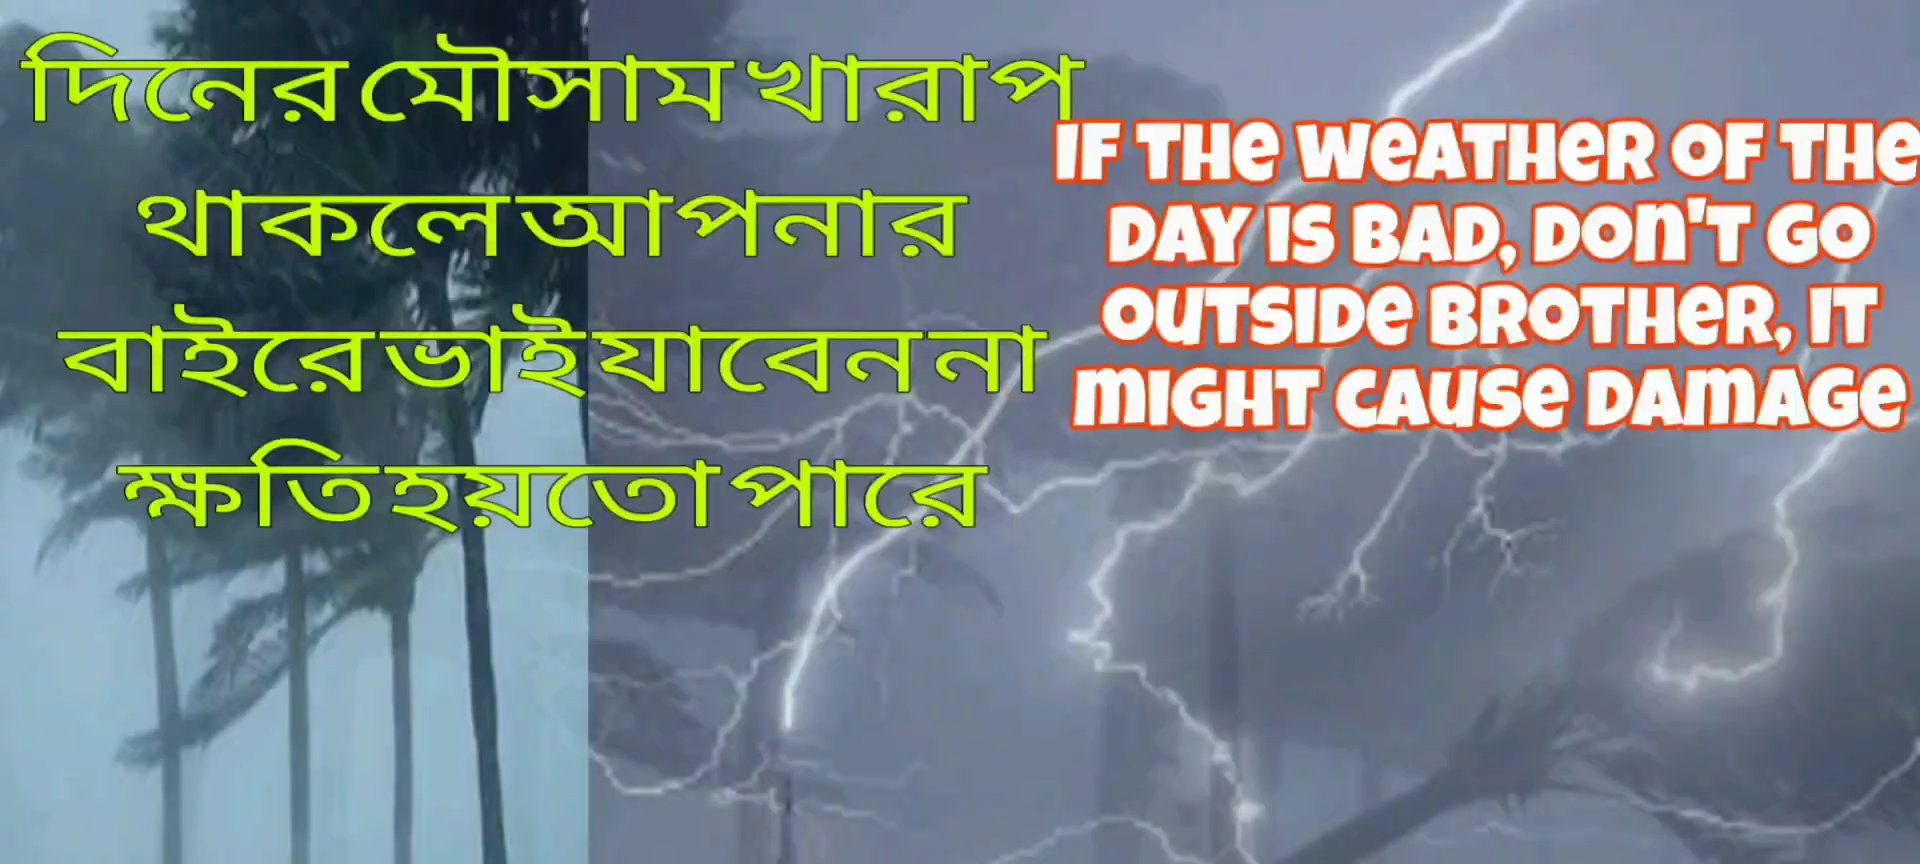 দিনের মৌসাম খারাপ
থাকলে আপনার
বাইরে ভাই যাবেন না
ক্ষতি হয়তো পারে
IF THE WEATHER OF THE
DAY IS BAD, DON'T GO
OUTSIDE BROTHER, IT
MIGHT CAUSE DAMAGE